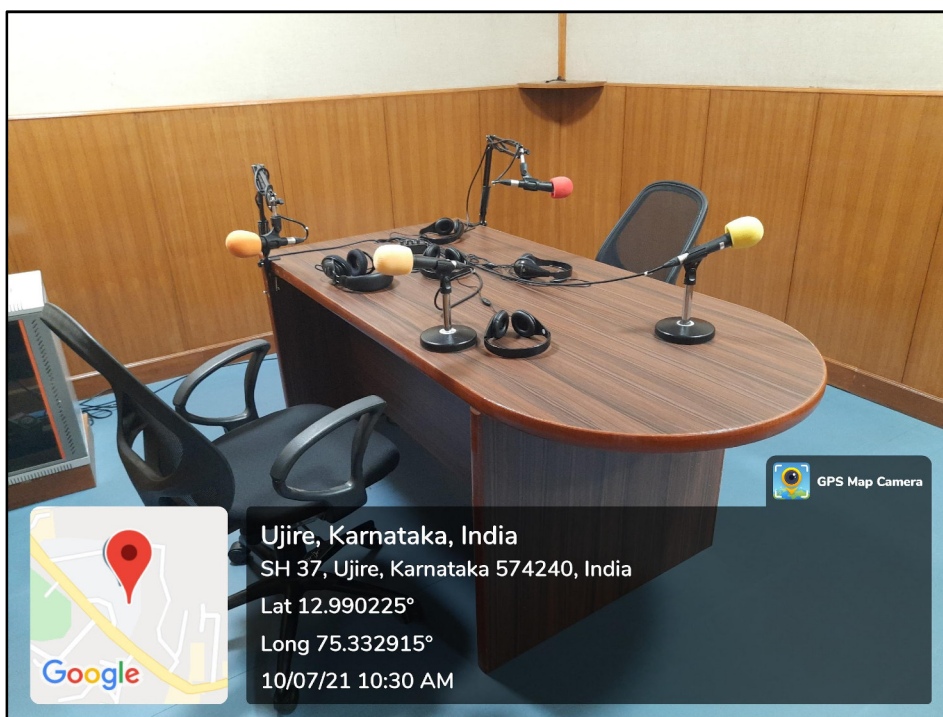 GPS Map Camera
Ujire, Karnataka, India
SH 37, Ujire, Karnataka 574240, India
Lat 12.990225°
Long 75.332915°
10/07/21 10:30 AM
Google